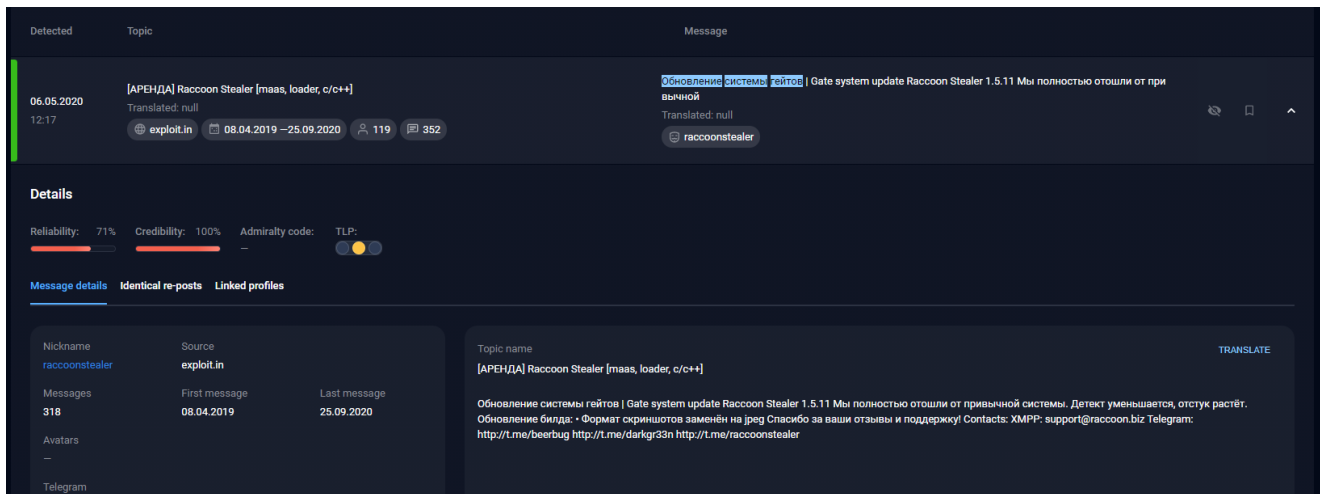 Detected Topic Message
06.05.2020
12:17
[АРЕНДА] Raccoon Stealer [maas, loader, c/c++]
Translated: null
exploit.in 08.04.2019 —25.09.2020 119 352
Обновление системы гейтов | Gate system update Raccoon Stealer 1.5.11 Мы полностью отошли от при
вычной
Translated: null
raccoonstealer
Details
Reliability: 71% Credibility: 100% Admiralty code: TLP:
—
Message details Identical re-posts Linked profiles
Nickname Source
raccoonstealer exploit.in
Messages First message Last message
318 08.04.2019 25.09.2020
Avatars
—
Telegram
Topic name TRANSLATE
[АРЕНДА] Raccoon Stealer [maas, loader, c/c++]
Обновление системы гейтов | Gate system update Raccoon Stealer 1.5.11 Мы полностью отошли от привычной системы. Детект уменьшается, отстук растёт.
Обновление билда: • Формат скриншотов заменён на jpeg Спасибо за ваши отзывы и поддержку! Contacts: XMPP: support@raccoon.biz Telegram:
http://t.me/beerbug http://t.me/darkgr33n http://t.me/raccoonstealer